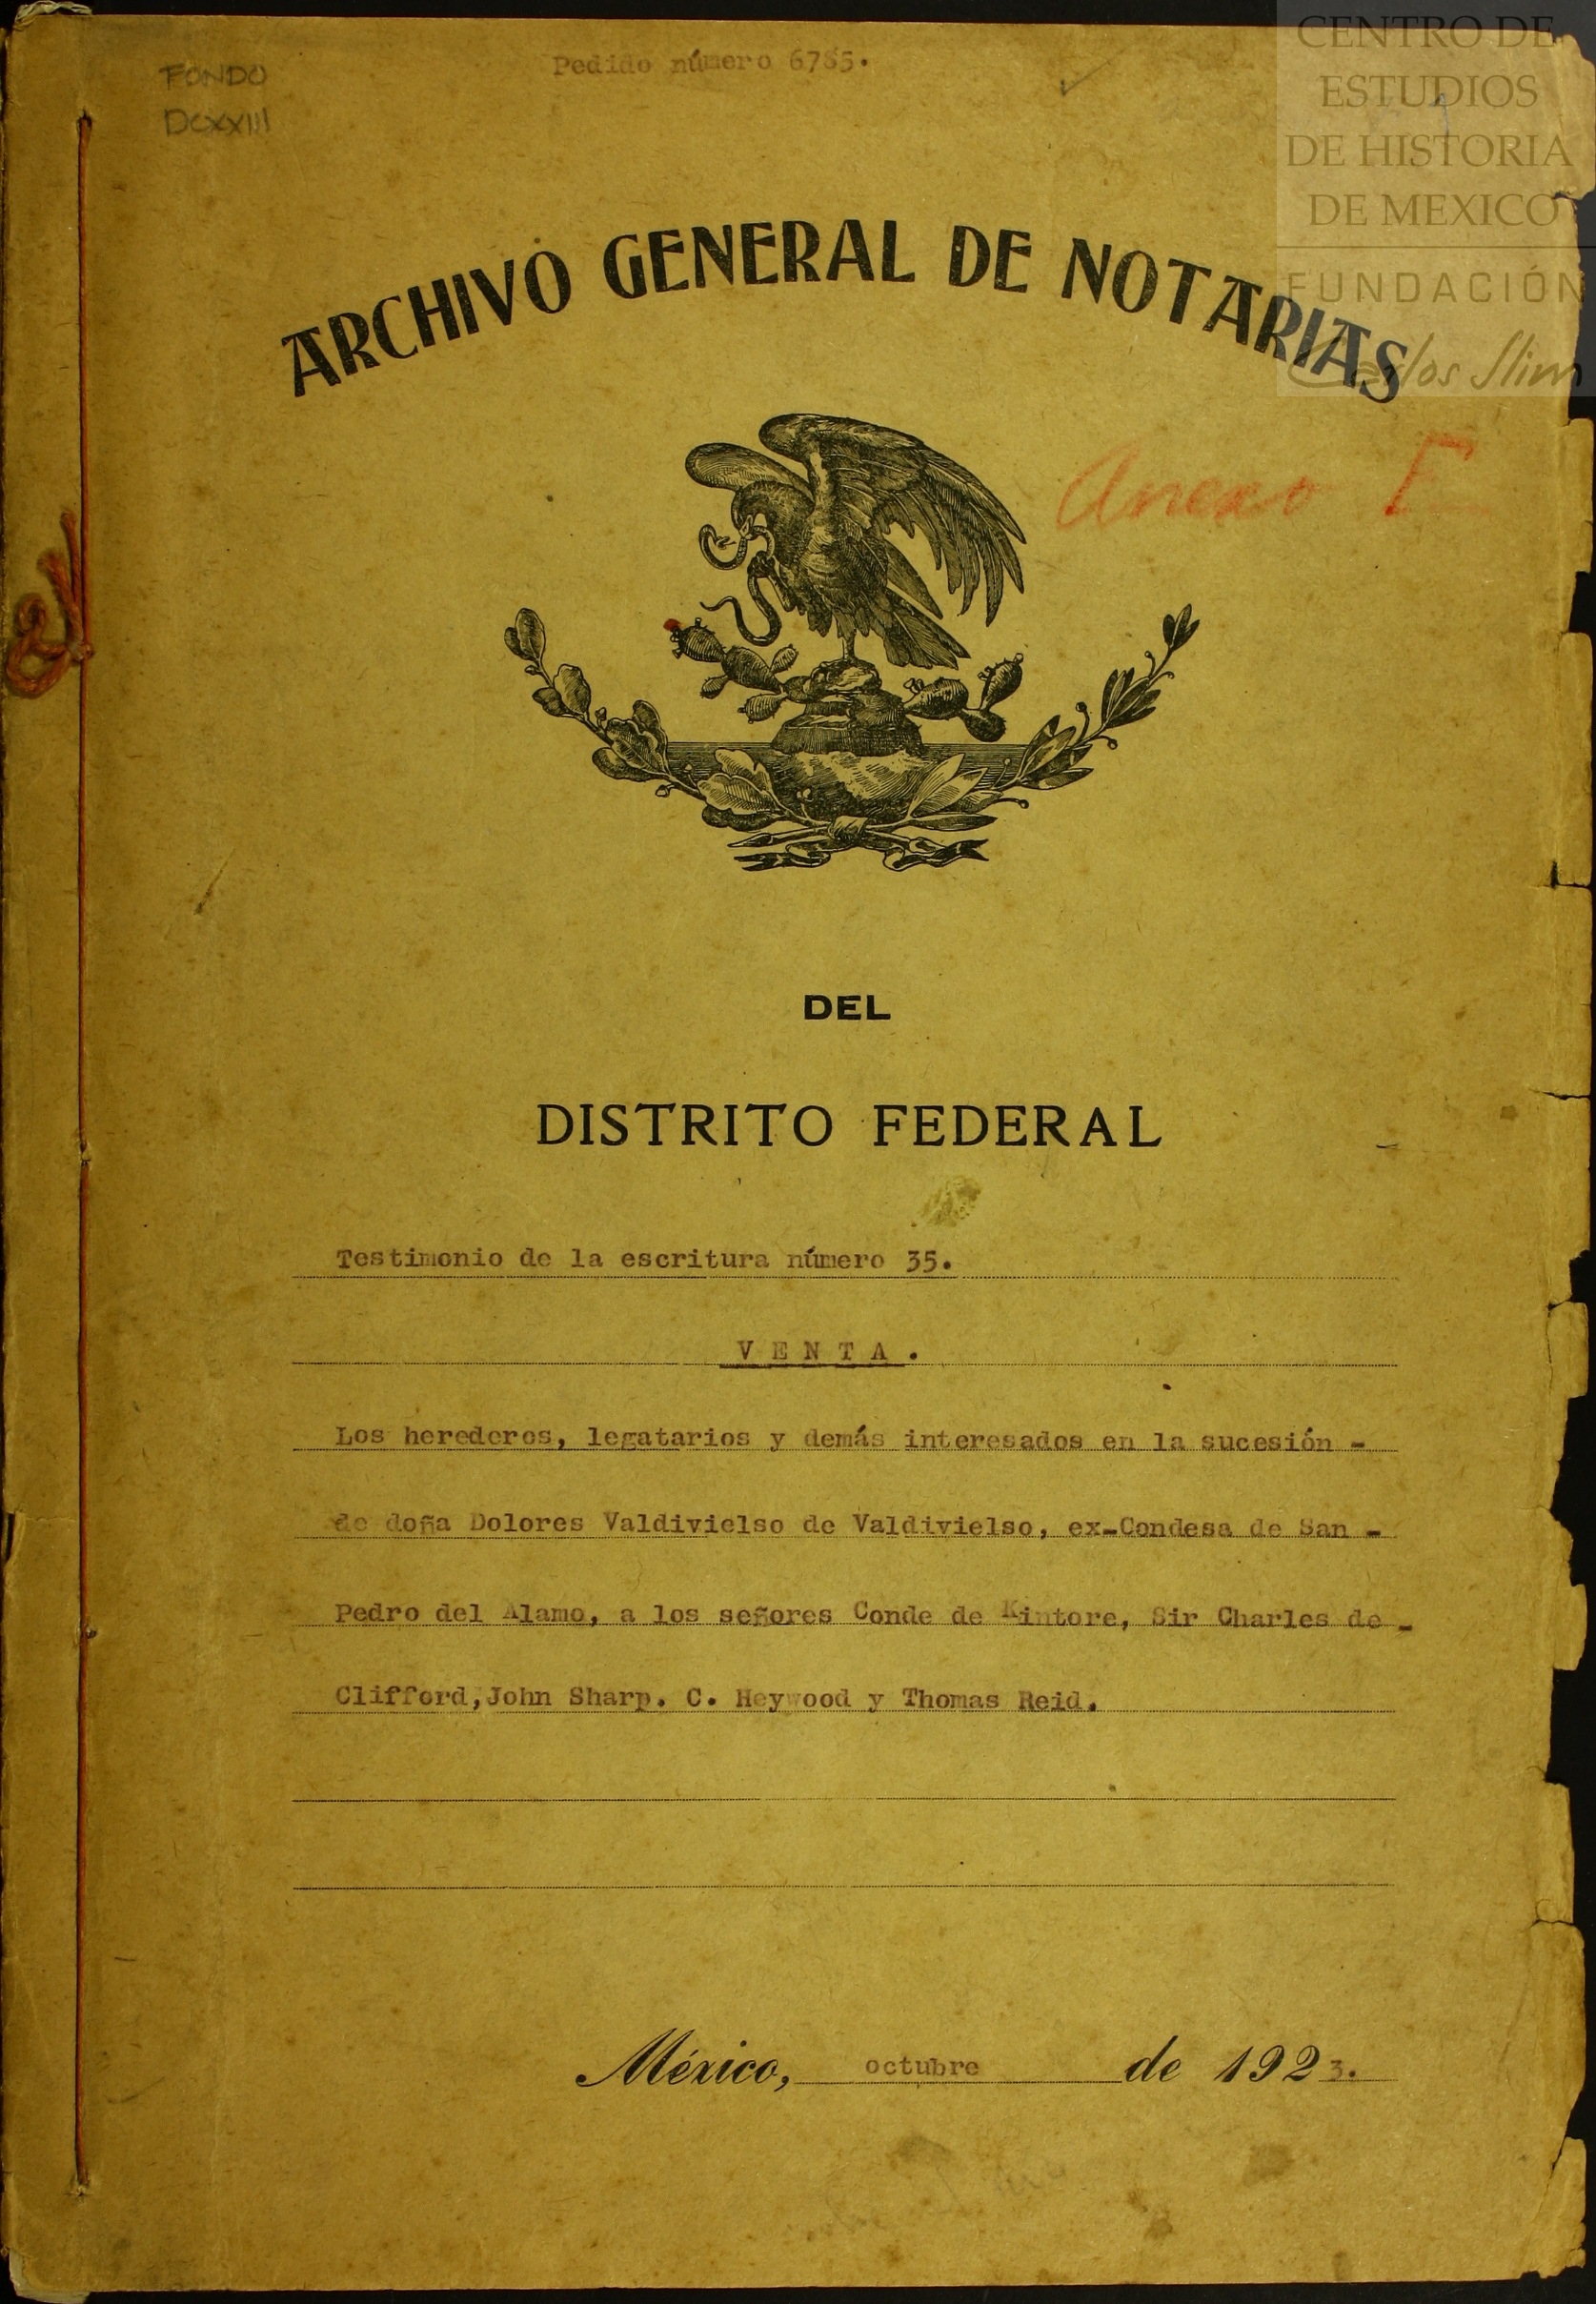 FONDO
DCXXIII
Pedido número 6785.
CENTRO DE
ESTUDIOS
DE HISTORIA
DE MEXICO
FUNDACIÓN
Carlos Slim
ARCHIVO GENERAL DE NOTARIAS
Anexo F
DEL
DISTRITO FEDERAL
Testimonio de la escritura número 35.
VENTA.
Los herederos, legatarios y demás interesados en la sucesión -
de doña Dolores Valdivielso de Valdivielso, ex-Condesa de San -
Pedro del Alamo, a los señores Conde de Kintore, Sir Charles de -
Clifford, John Sharp. C. Heywood y Thomas Reid.
México, octubre de 1923.